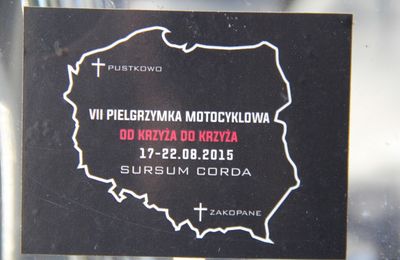 PUSTKOWO
VII PIELGRZYMKA MOTOCYKLOWA
OD KRZYŻA DO KRZYŻA
17-22.08.2015
SURSUM CORDA
ZAKOPANE